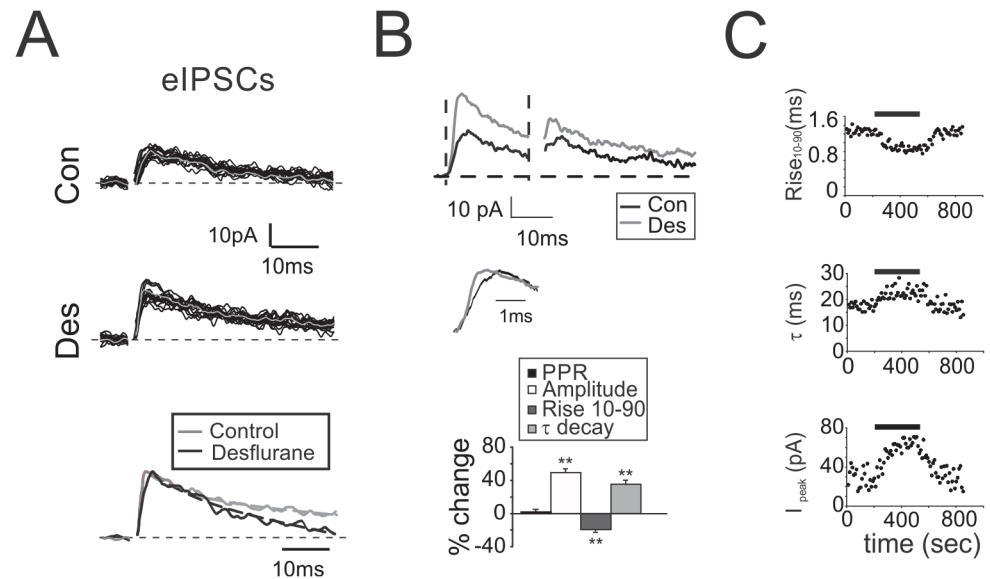 A
B
C
eIPSCs
Con
10pA
10ms
Des
Control
Desflurane
10ms
10 pA
10ms
Con
Des
1ms
PPR
Amplitude
Rise 10-90
τ decay
% change
80
40
0
-40
**
**
**
Rise10-90(ms)
1.6
0.8
0
0
400
800
τ (ms)
30
20
10
0
0
400
800
I peak (pA)
80
40
0
0
400
800
time (sec)